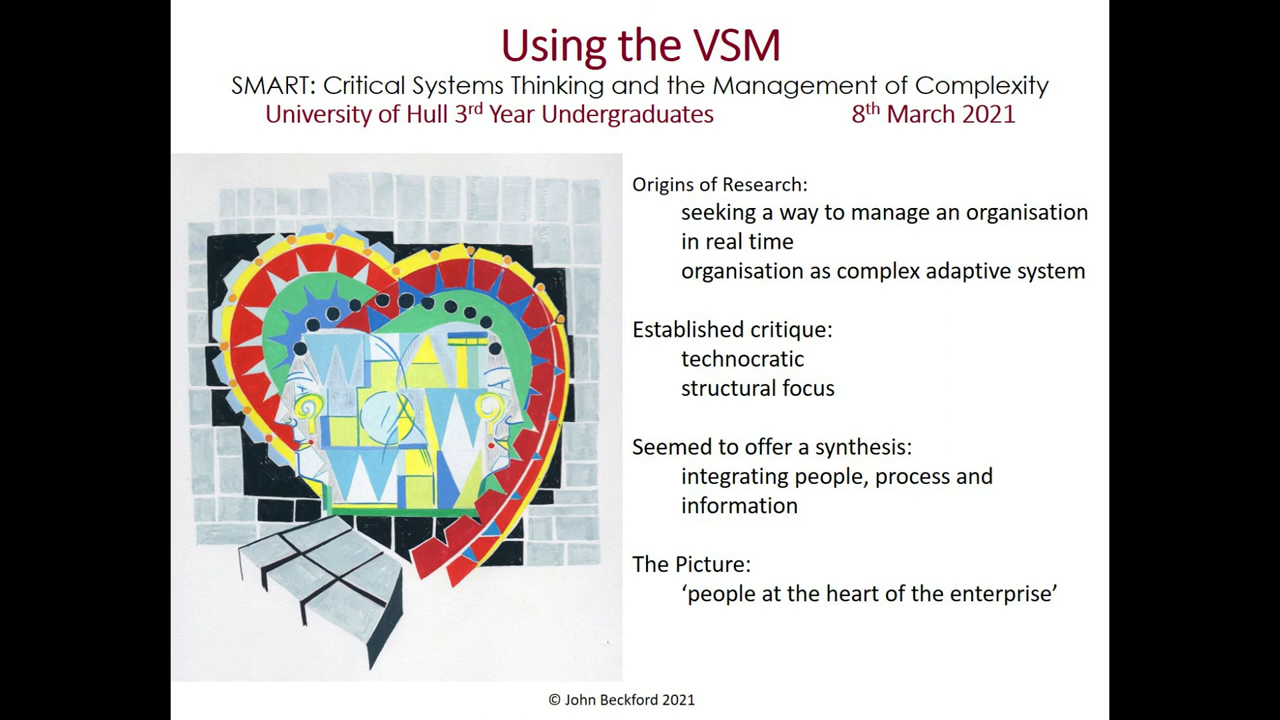 Using the VSM
SMART: Critical Systems Thinking and the Management of Complexity
University of Hull 3rd Year Undergraduates 8th March 2021
Origins of Research:
seeking a way to manage an organisation
in real time
organisation as complex adaptive system
Established critique:
technocratic
structural focus
Seemed to offer a synthesis:
integrating people, process and
information
The Picture:
‘people at the heart of the enterprise’
© John Beckford 2021